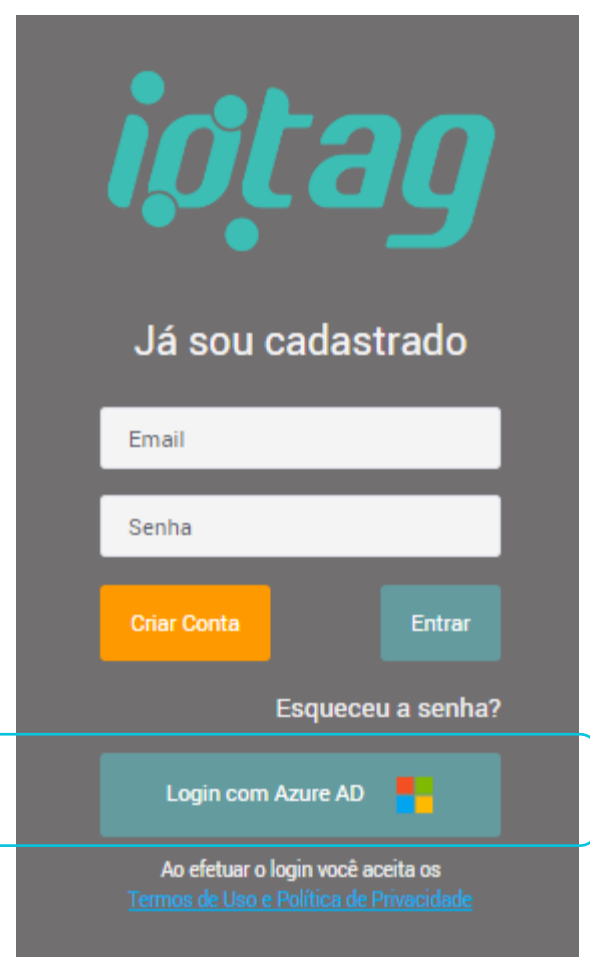 iotag
Já sou cadastrado
Email
Senha
Criar Conta
Entrar
Esqueceu a senha?
Login com Azure AD
Ao efetuar o login você aceita os
Termos de Uso e Política de Privacidade